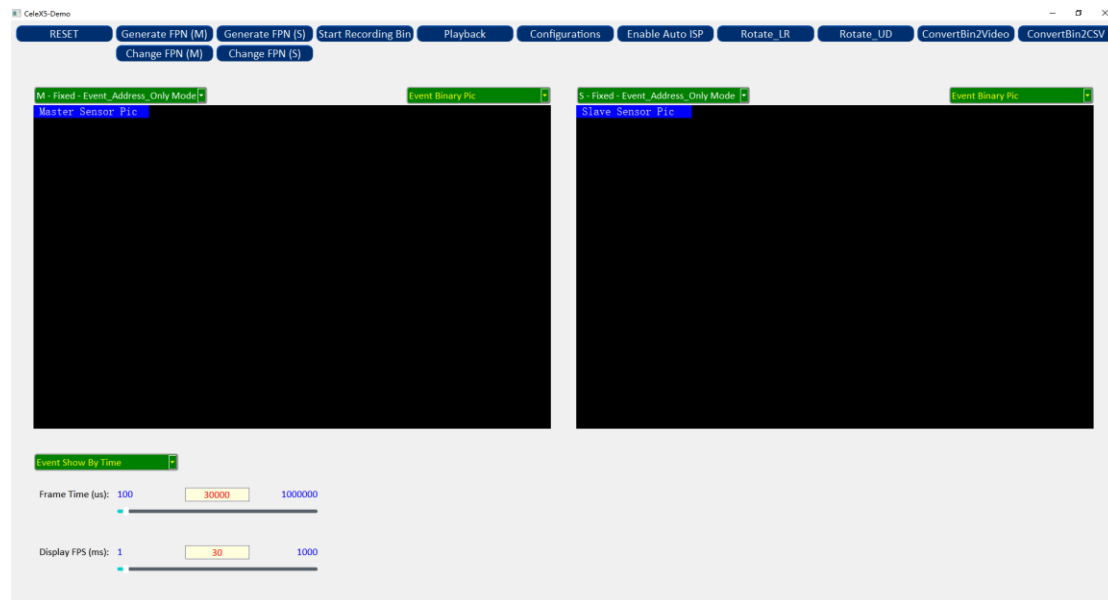 CeleX5-Demo
RESET Generate FPN (M) Generate FPN (S) Start Recording Bin Playback Configurations Enable Auto ISP Rotate_LR Rotate_UD ConvertBin2Video ConvertBin2CSV
Change FPN (M) Change FPN (S)
M - Fixed - Event_Address_Only Mode Event Binary Pic S - Fixed - Event_Address_Only Mode Event Binary Pic
Master Sensor Pic Slave Sensor Pic
Event Show By Time
Frame Time (us): 100 30000 1000000
Display FPS (ms): 1 30 1000